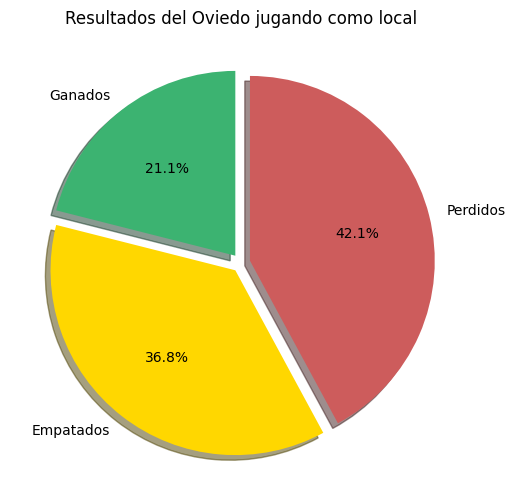 Resultados del Oviedo jugando como local
Ganados
21.1%
Perdidos
42.1%
36.8%
Empatados